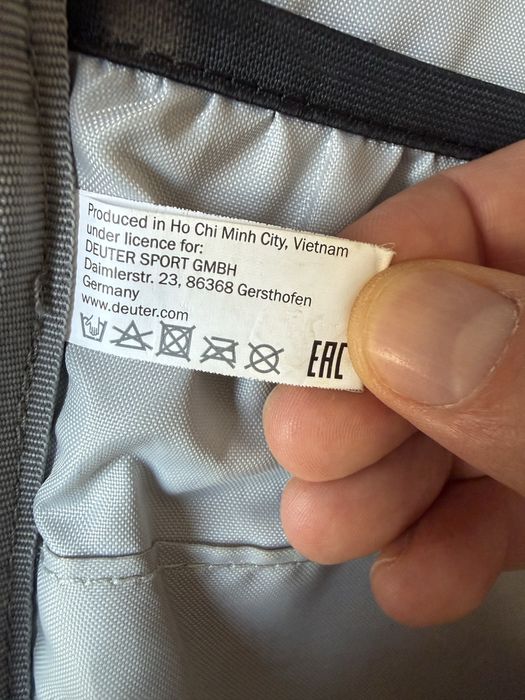 Produced in Ho Chi Minh City, Vietnam
under licence for:
DEUTER SPORT GMBH
Daimlerstr. 23, 86368 Gersthofen
Germany
www.deuter.com
EAC